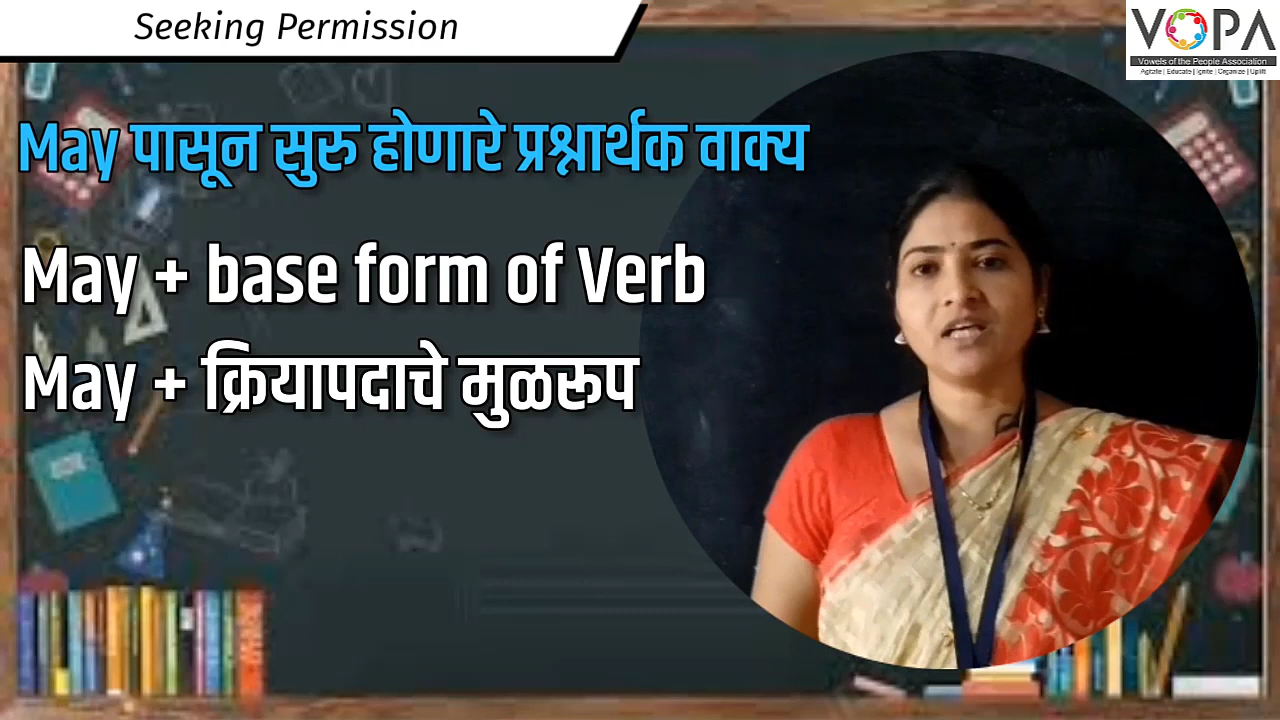 Seeking Permission
VOPA
Vowels of the People Association
Agitate | Educate | Ignite | Organize | Uplift
May पासून सुरु होणारे प्रश्नार्थक वाक्य
May + base form of Verb
May + क्रियापदाचे मुळरूप